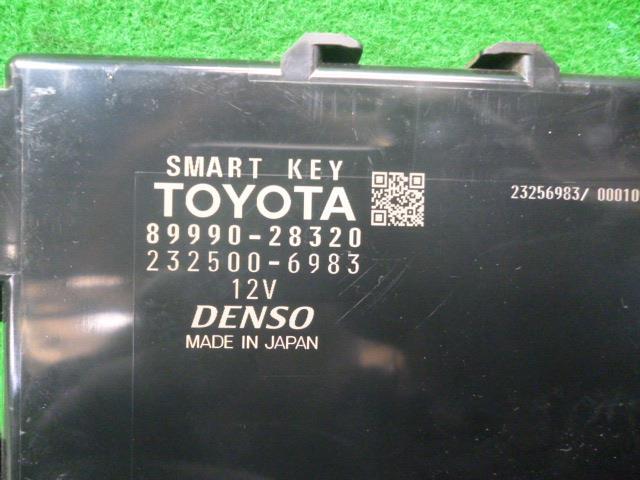 SMART KEY
TOYOTA
89990-28320
232500-6983
12V
DENSO
MADE IN JAPAN
23256983/ 00010